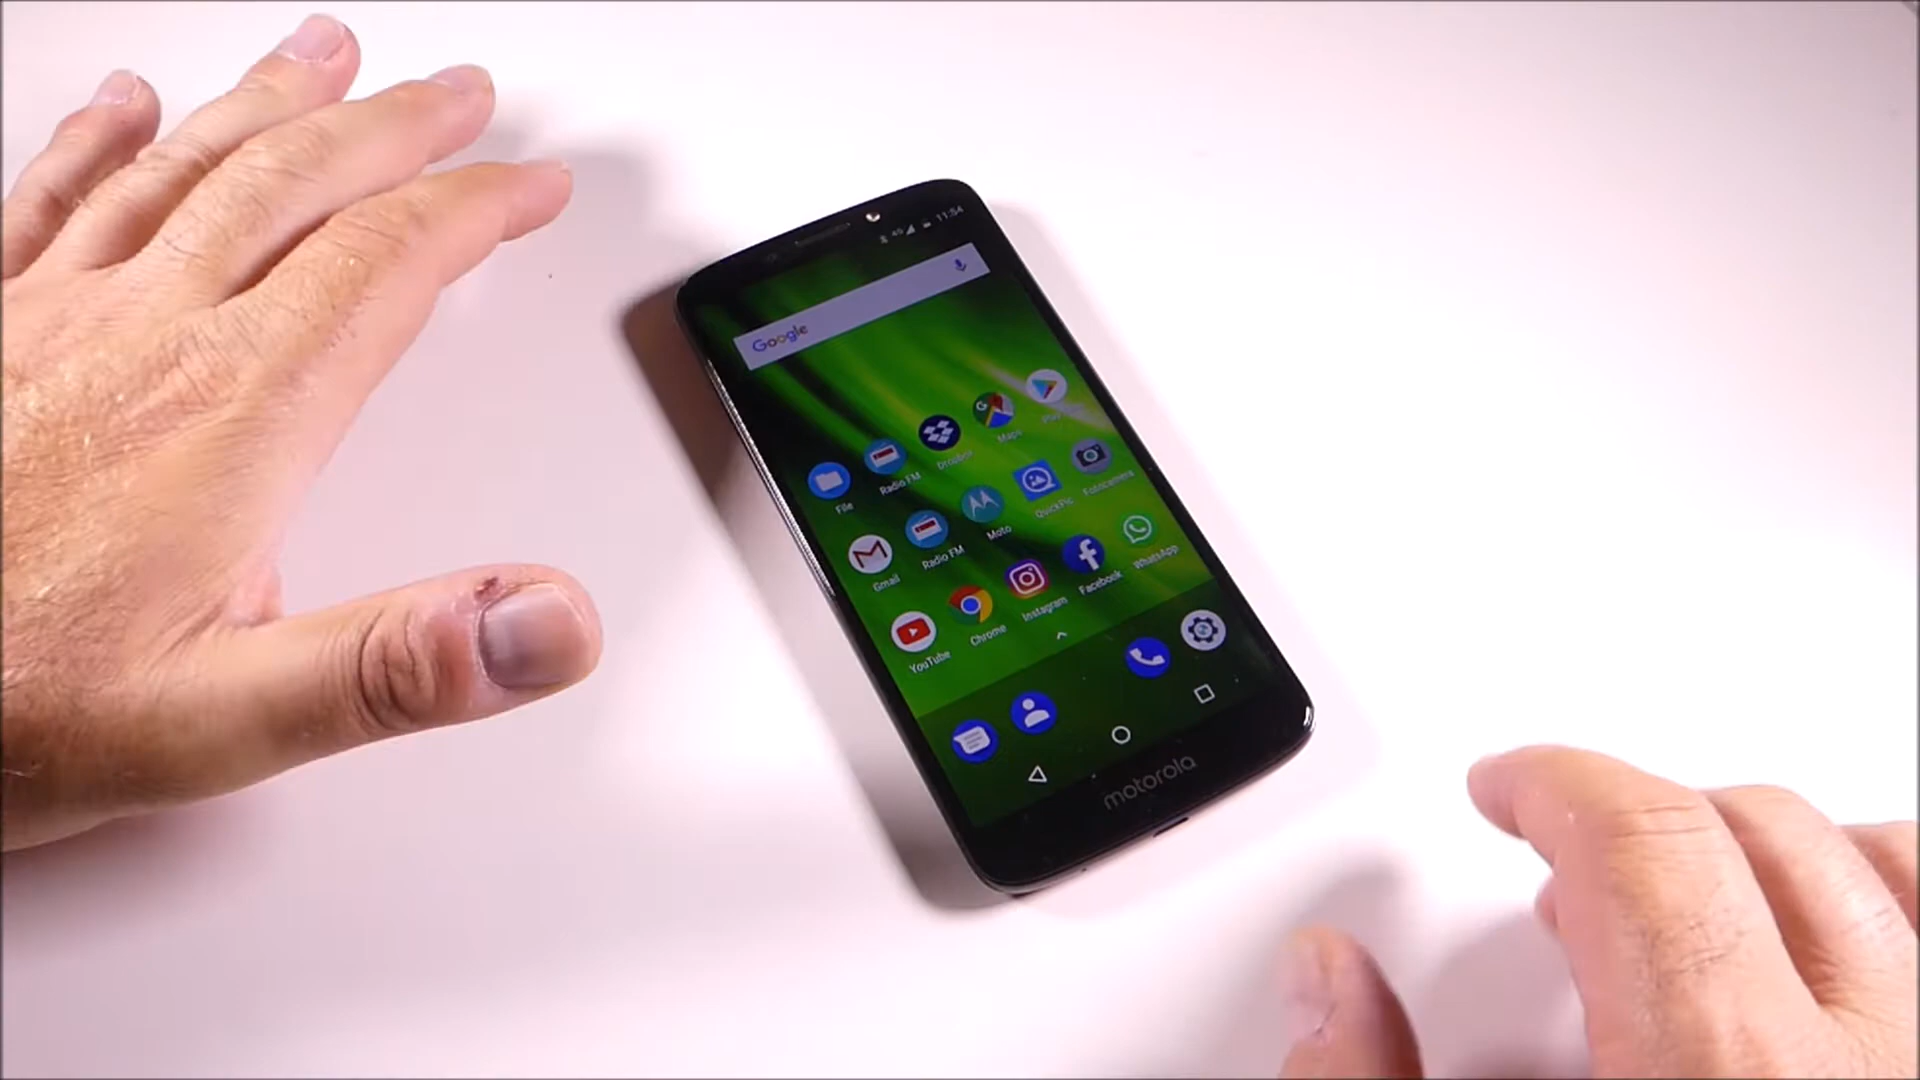 4G 11:54
Google
File Radio FM Dropbox Maps Play
Gmail Radio FM Moto QuickPic Fotocamera
YouTube Chrome Instagram Facebook WhatsApp
motorola